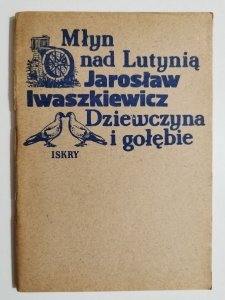 Młyn
nad Lutynią
Jarosław
Iwaszkiewicz
Dziewczyna
i gołębie
ISKRY